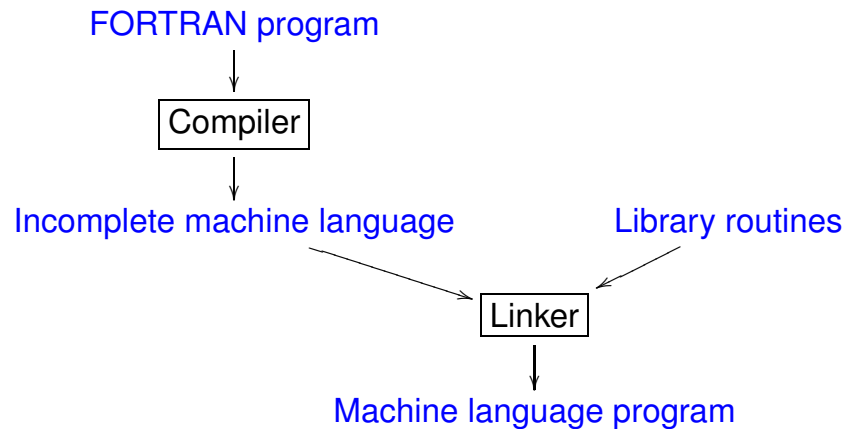 FORTRAN program
Compiler
Incomplete machine language
Library routines
Linker
Machine language program